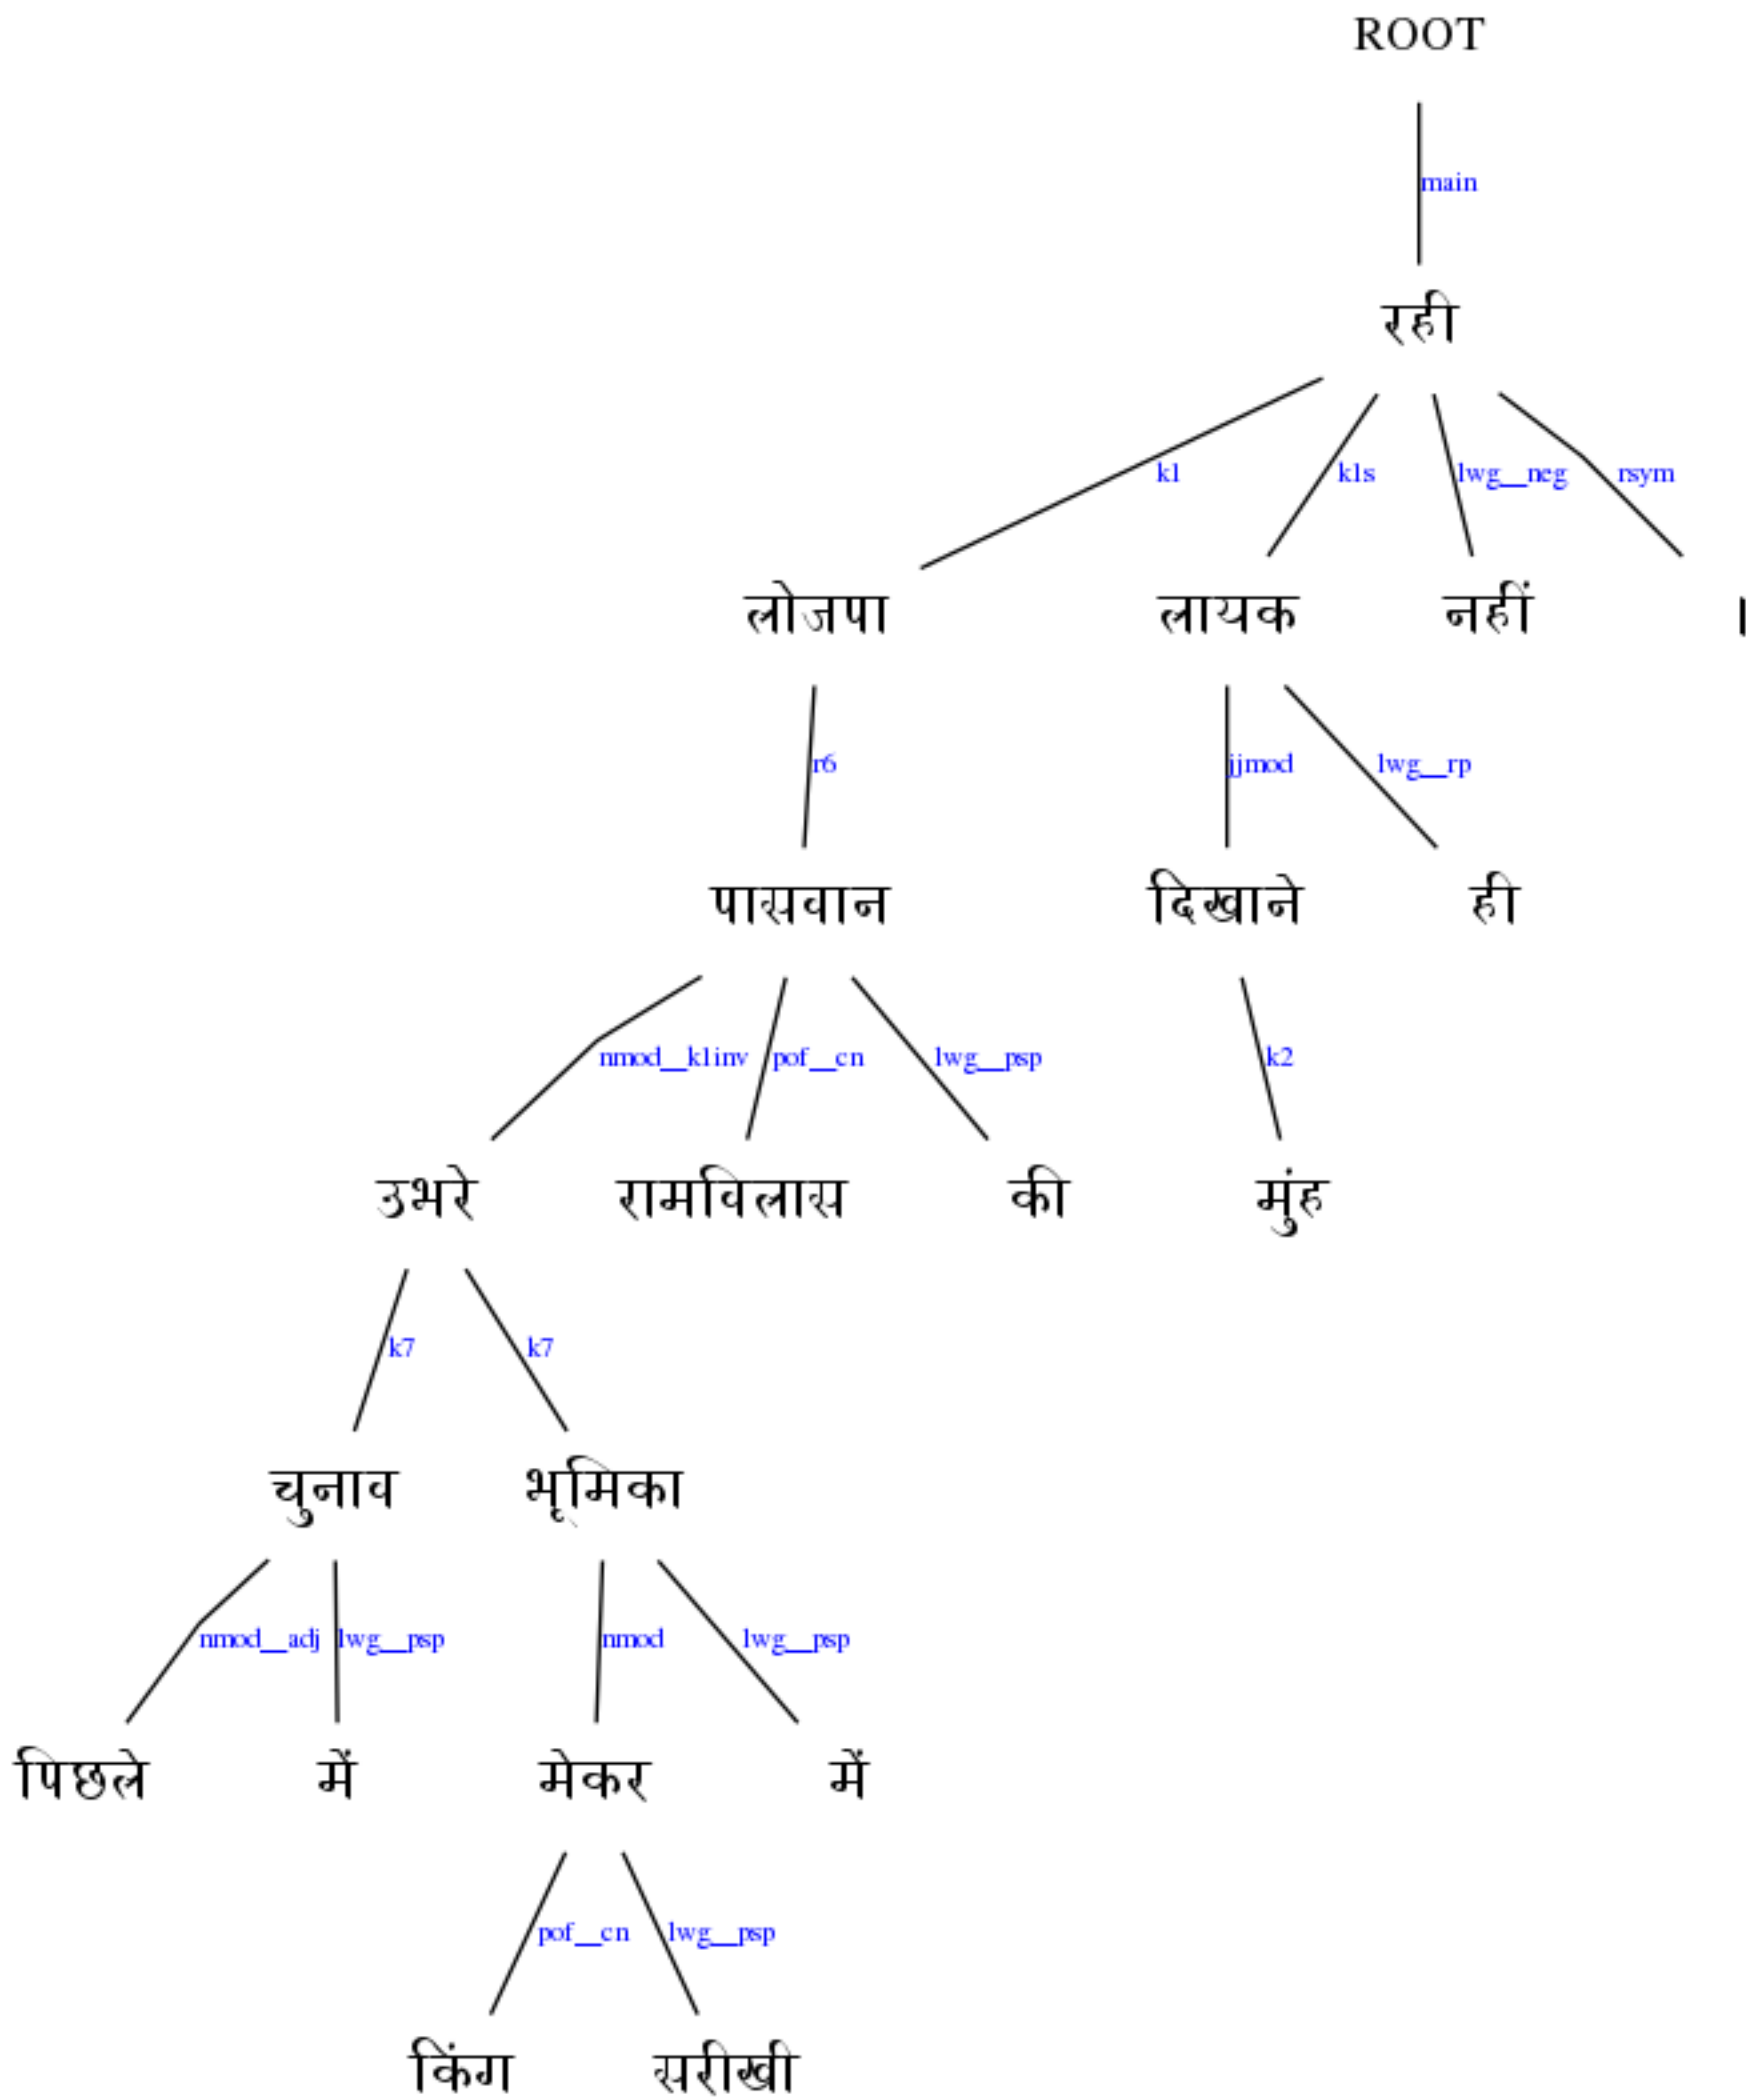 ROOT
main
रही
k1 k1s lwg__neg rsym
लोजपा लायक नहीं ।
r6 jjmod lwg__rp
पासवान दिखाने ही
nmod__k1inv pof__cn lwg__psp k2
उभरे रामविलास की मुंह
k7 k7
चुनाव भूमिका
nmod__adj lwg__psp nmod lwg__psp
पिछले में मेकर में
pof__cn lwg__psp
किंग सरीखी